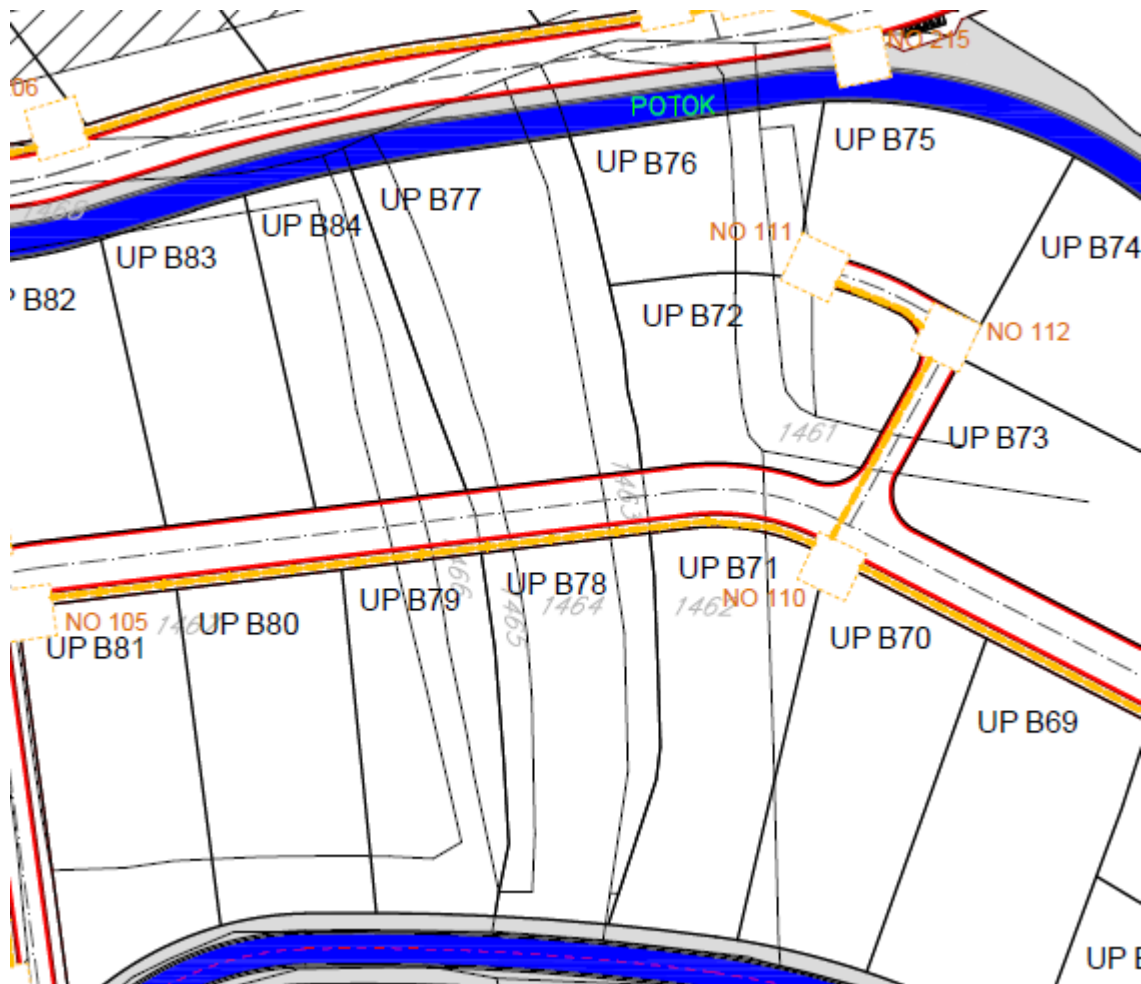 NO 215
06
POTOK
UP B75
UP B76
UP B77
1468
UP B84
NO 111
UP B83
UP B74
B82
UP B72
NO 112
1461
UP B73
1463
1466
UP B71
UP B78
UP B79
1464
1462
NO 110
1465
NO 105
UP B80
UP B70
UP B81
UP B69
UP